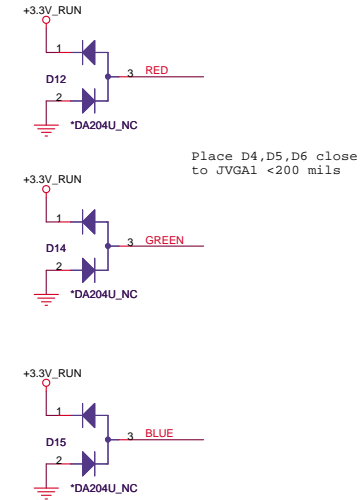 +3.3V_RUN
1
3 RED
D12
2
*DA204U_NC
Place D4,D5,D6 close
to JVGA1 <200 mils
+3.3V_RUN
1
3 GREEN
D14
2
*DA204U_NC
+3.3V_RUN
1
3 BLUE
D15
2
*DA204U_NC